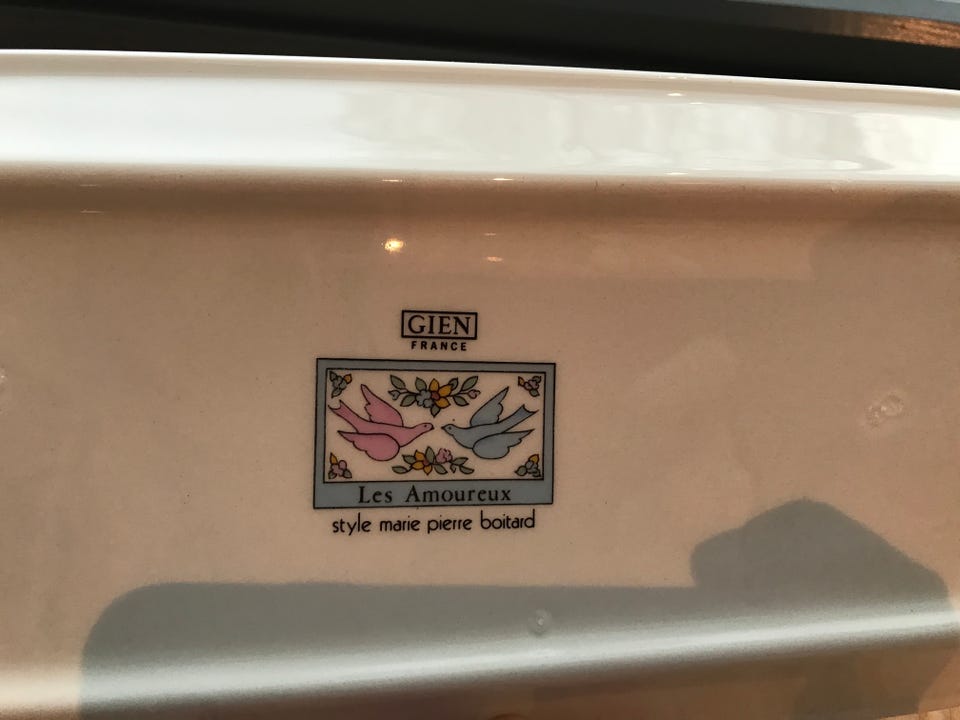 GIEN
FRANCE
Les Amoureux
style marie pierre boitard